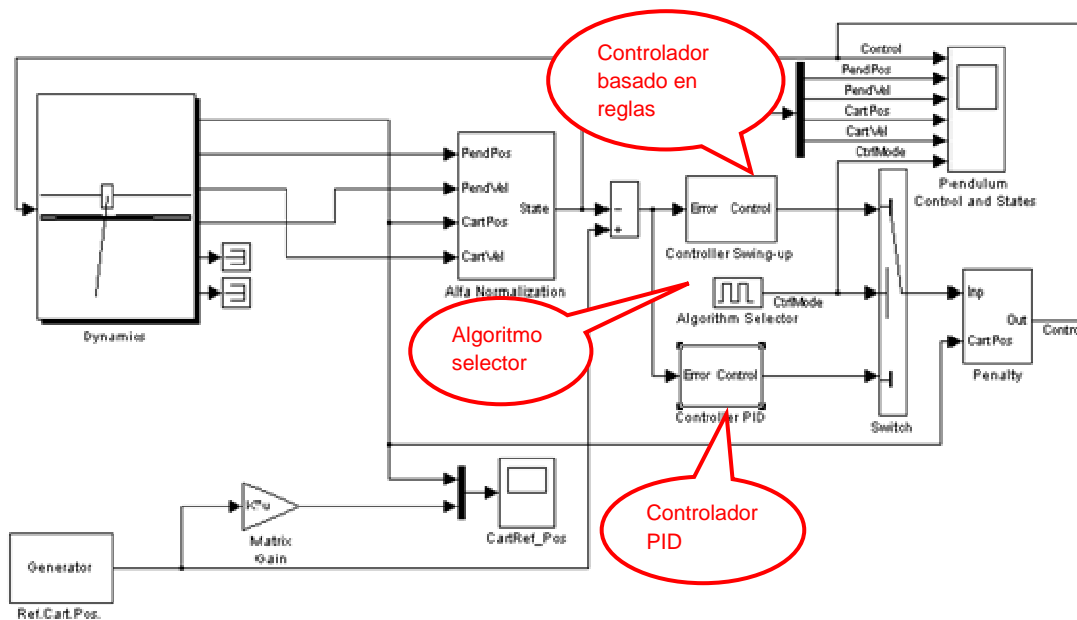 Controlador
basado en
reglas
Control
PendPos
PendVel
CartPos
CartVel
CtrlMode
Pendulum
Control and States
Dynamics
PendPos
PendVel
CartPos
CartVel
State
Alfa Normalization
-
+
Error Control
Controller Swing-up
CtrlMode
Algorithm Selector
Algoritmo
selector
Error Control
Controller PID
Switch
Inp
Out
CartPos
Penalty
Contro
Controlador
PID
K*u
Matrix
Gain
CartRef_Pos
Generator
Ref.Cart.Pos.